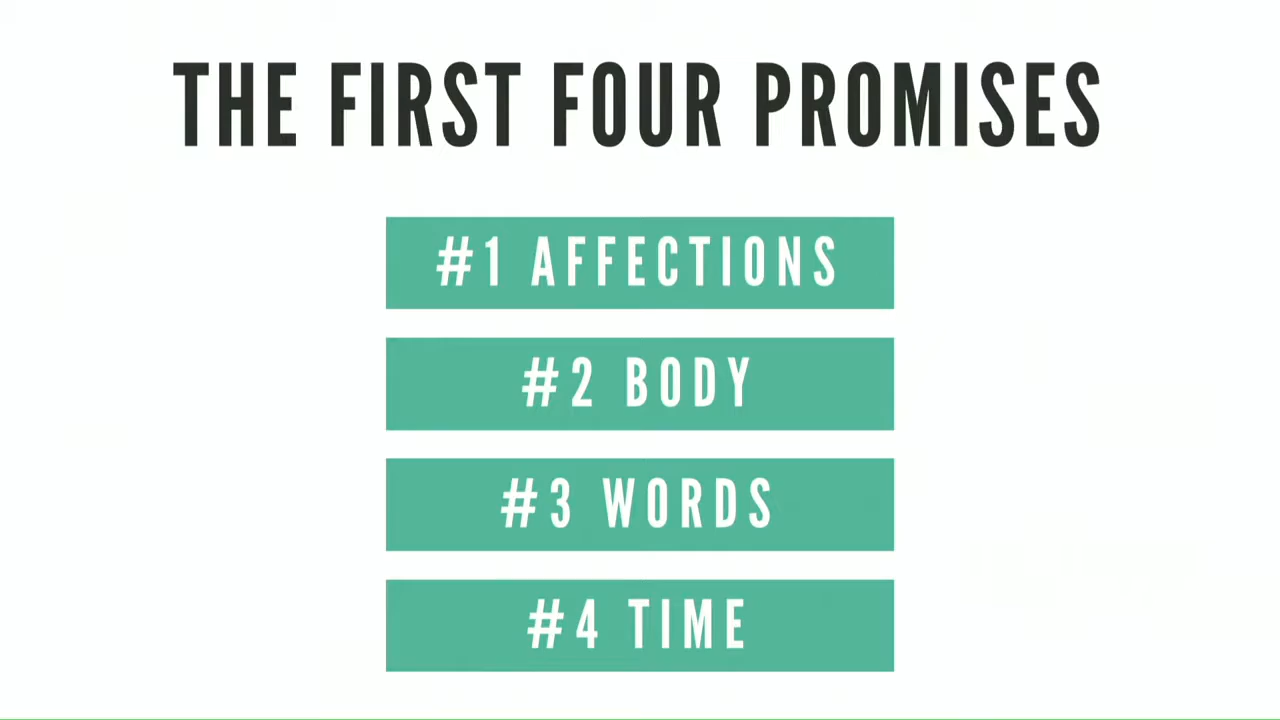 THE FIRST FOUR PROMISES
#1 AFFECTIONS
#2 BODY
#3 WORDS
#4 TIME